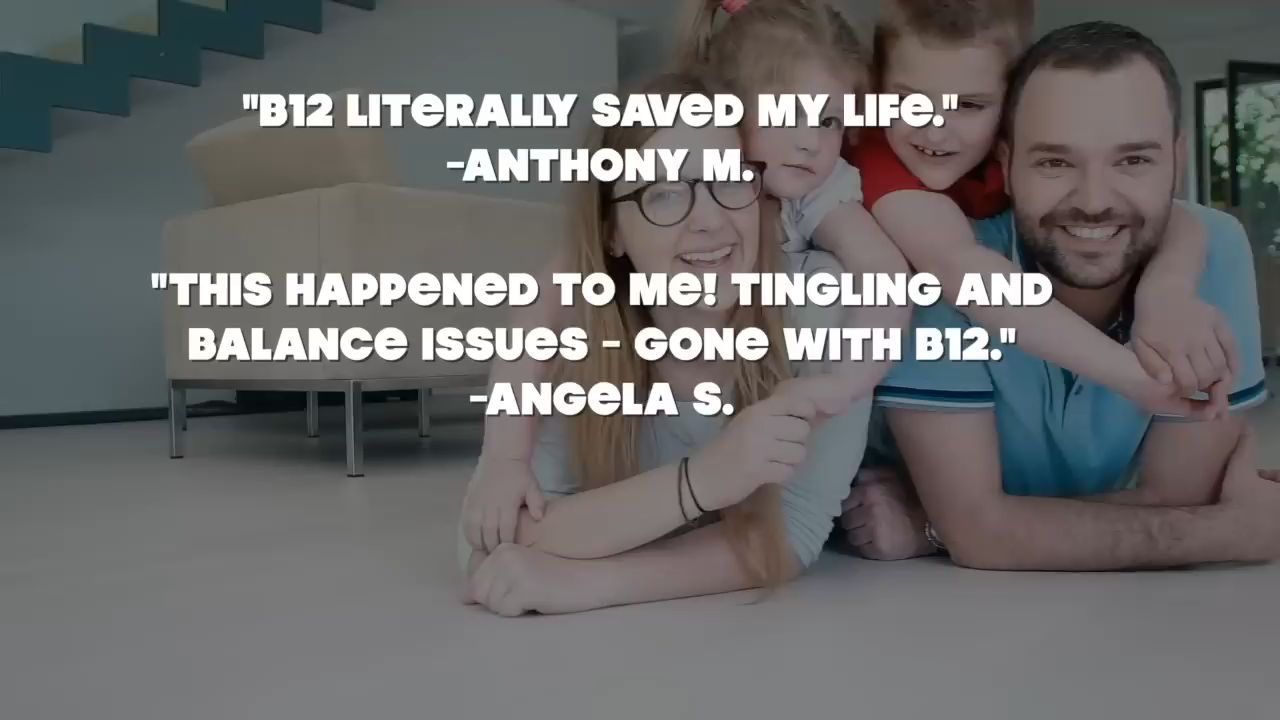 "B12 LITERALLY SAVED MY LIFE."
-ANTHONY M.
"THIS HAPPENED TO ME! TINGLING AND
BALANCE ISSUES - GONE WITH B12."
-ANGELA S.